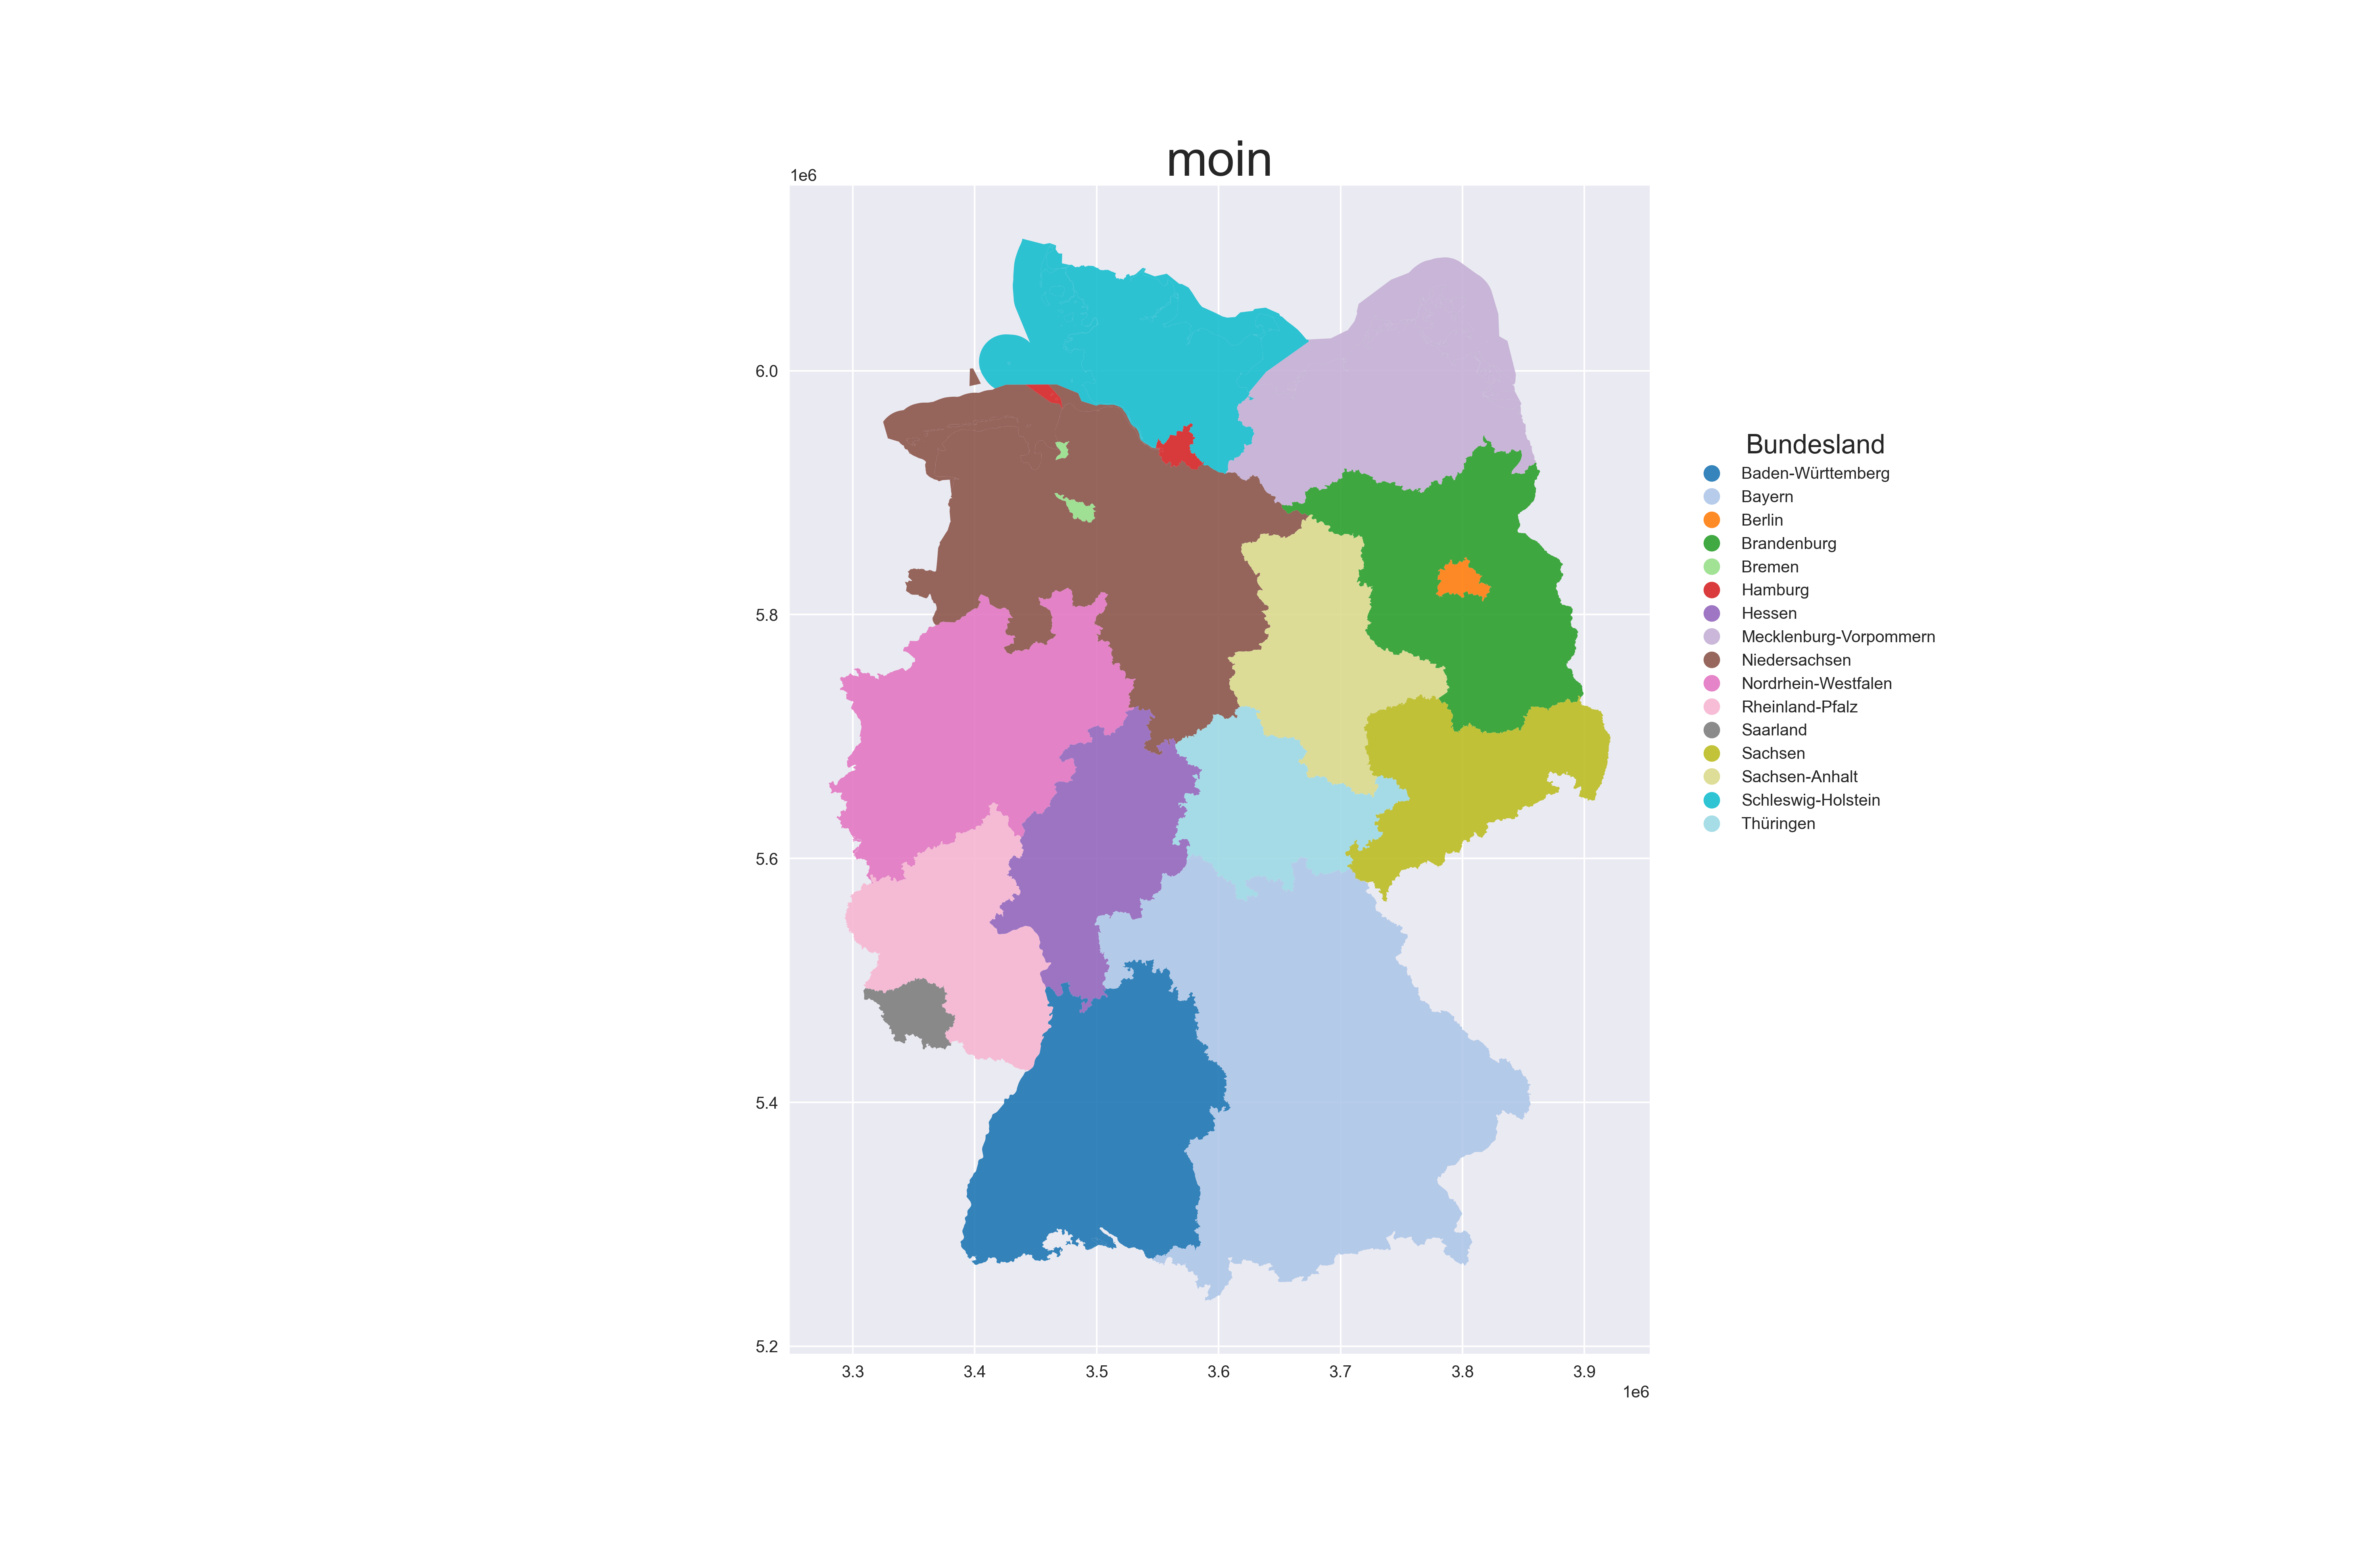 moin
1e6
6.0
5.8
5.6
5.4
5.2
3.3 3.4 3.5 3.6 3.7 3.8 3.9
1e6
Bundesland
Baden-Württemberg
Bayern
Berlin
Brandenburg
Bremen
Hamburg
Hessen
Mecklenburg-Vorpommern
Niedersachsen
Nordrhein-Westfalen
Rheinland-Pfalz
Saarland
Sachsen
Sachsen-Anhalt
Schleswig-Holstein
Thüringen